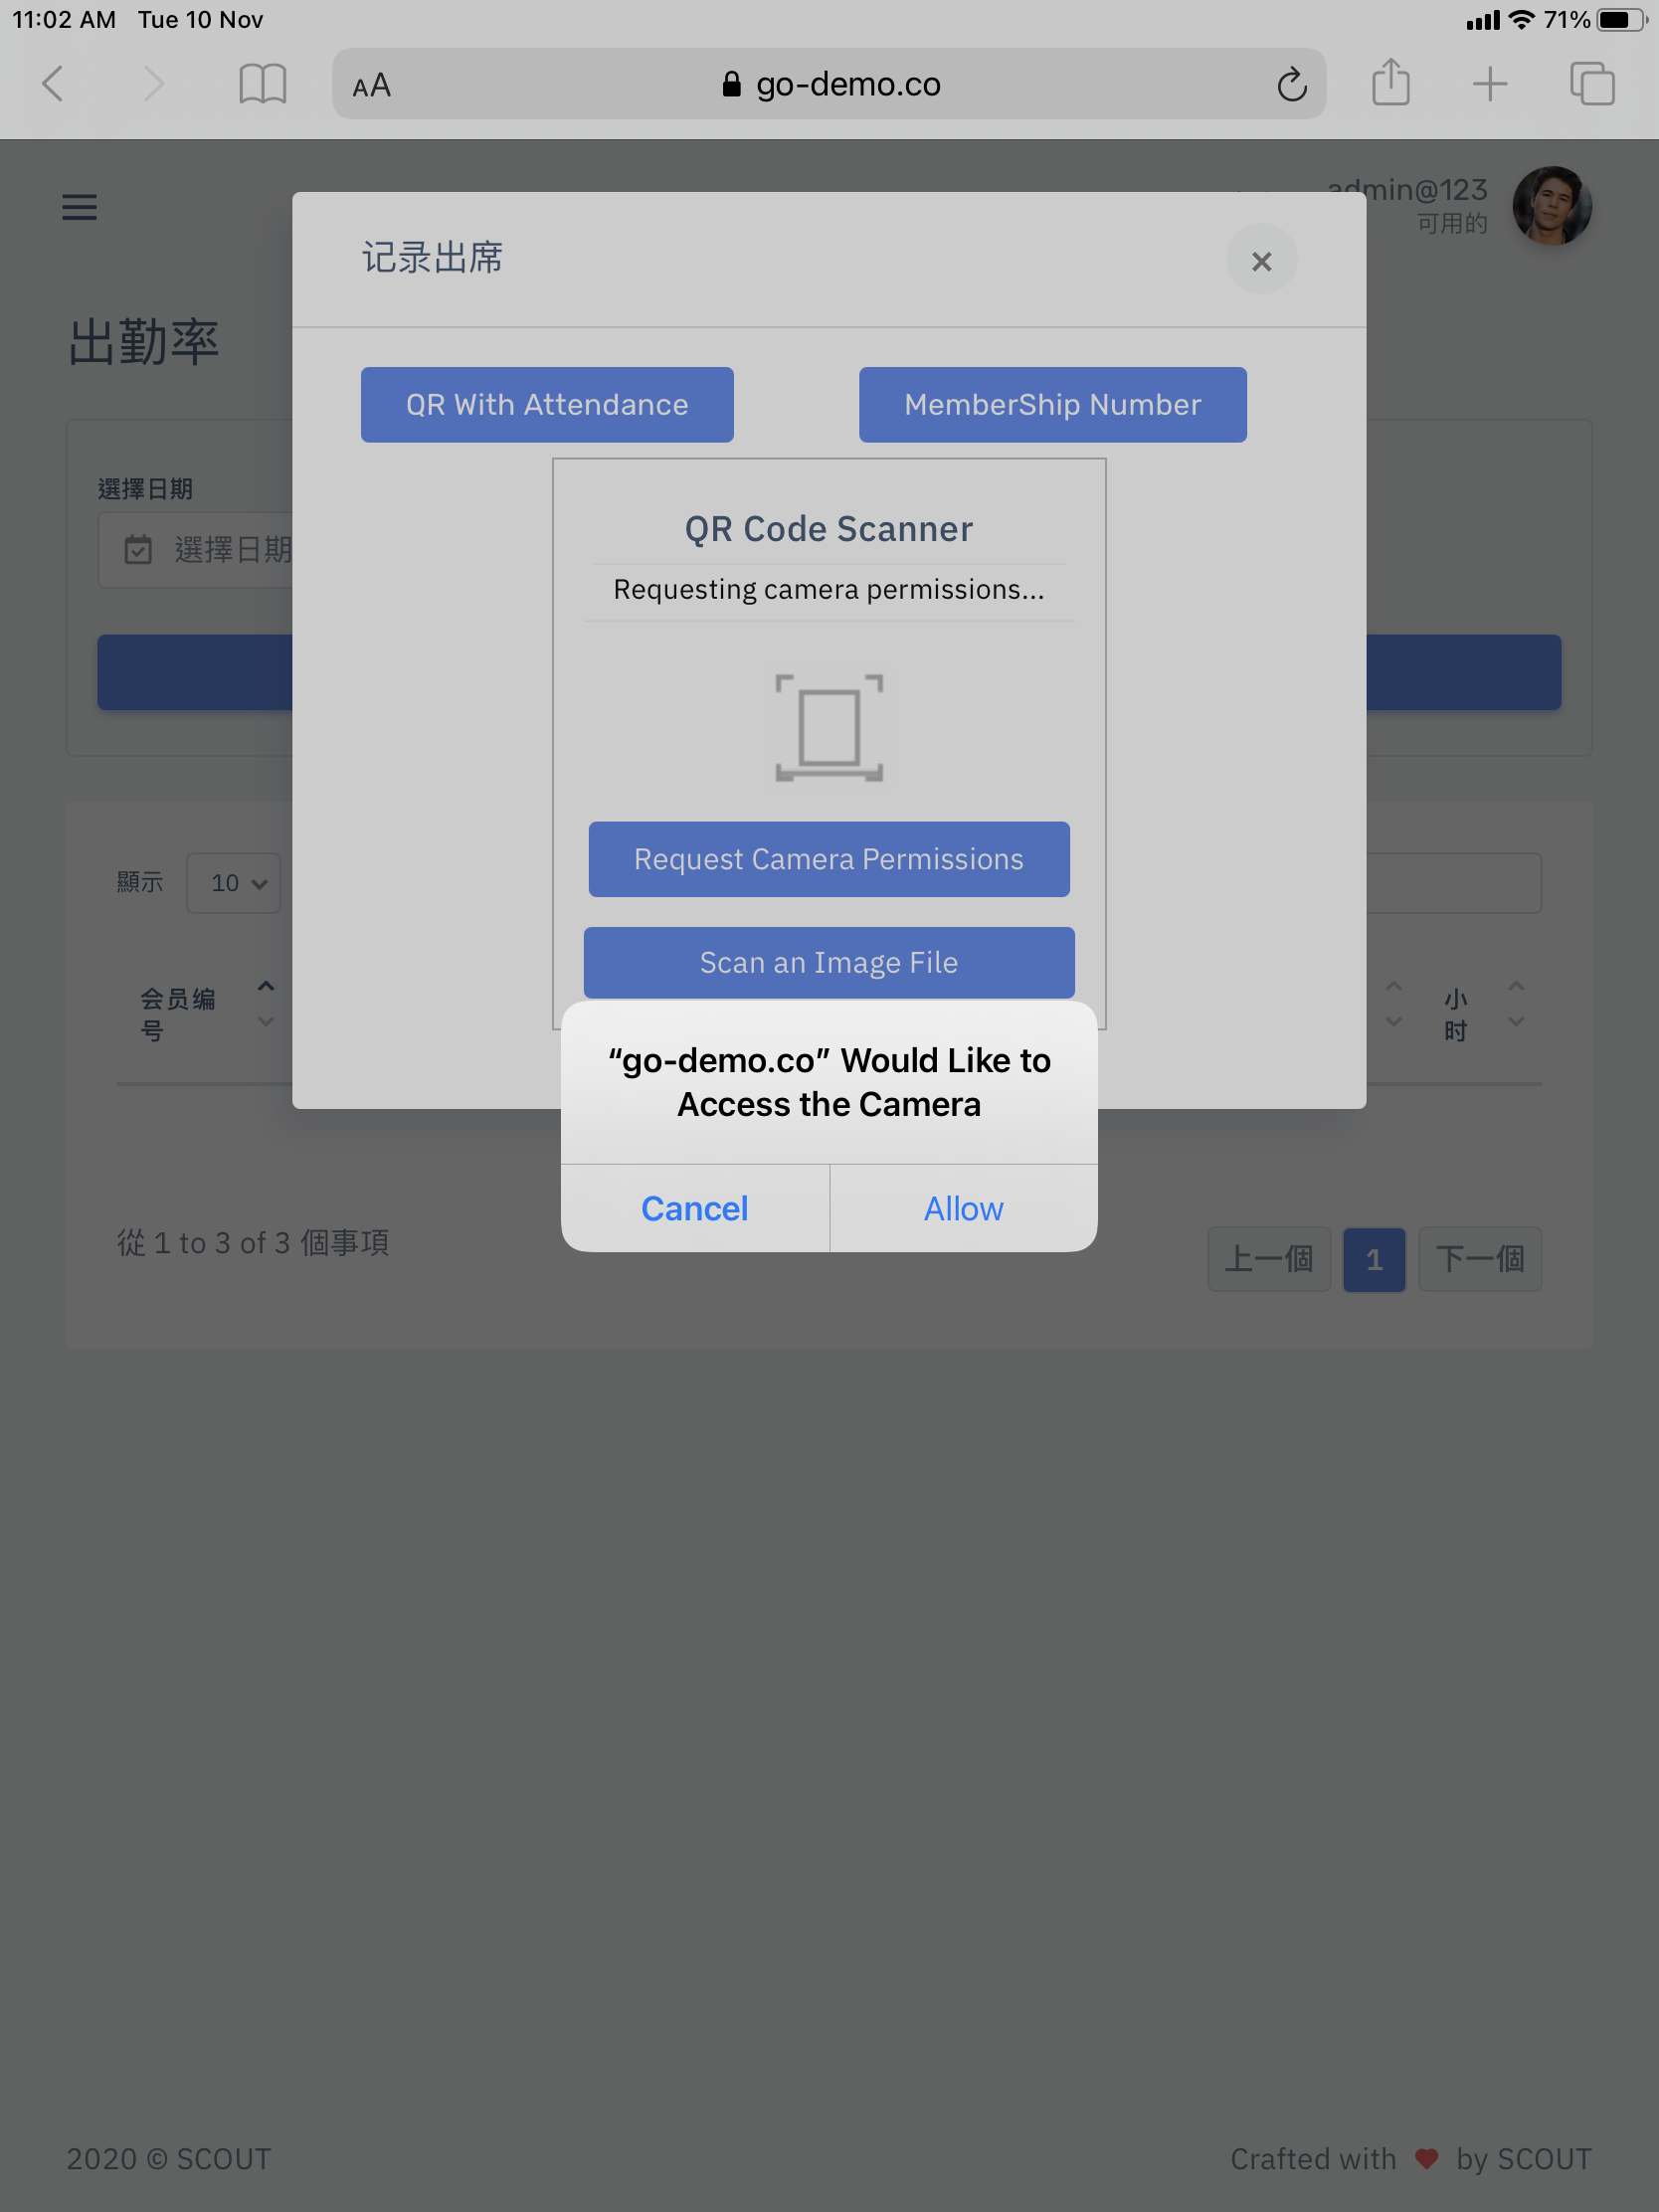 11:02 AM Tue 10 Nov 71%
AA go-demo.co
admin@123
可用的
记录出席
×
出勤率
QR With Attendance MemberShip Number
選擇日期
選擇日期
QR Code Scanner
Requesting camera permissions...
Request Camera Permissions
顯示 10
Scan an Image File
会员编
号
小
时
“go-demo.co” Would Like to
Access the Camera
Cancel Allow
從 1 to 3 of 3 個事項
上一個 1 下一個
2020 © SCOUT Crafted with ♥ by SCOUT